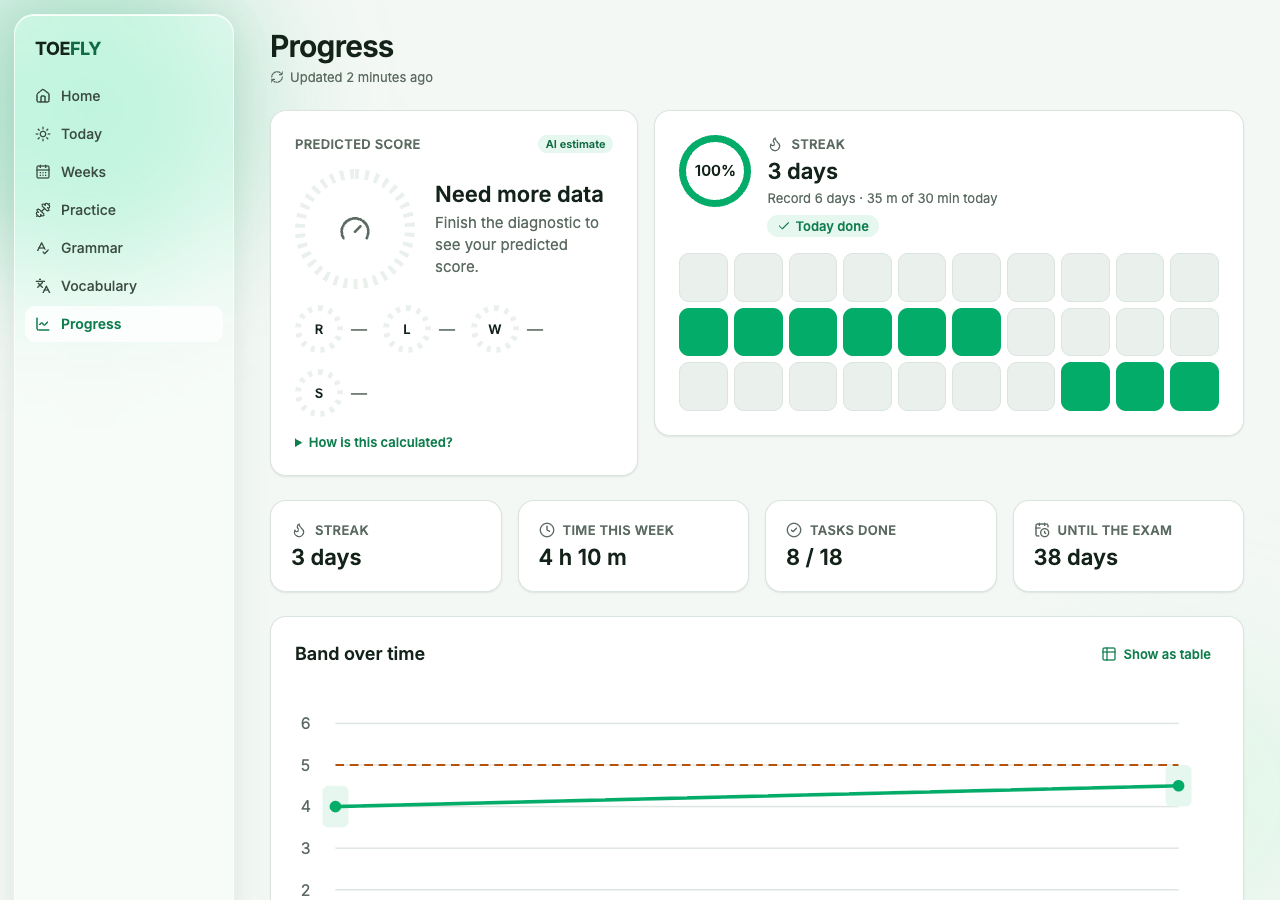 TOEFLY
Home
Today
Weeks
Practice
Grammar
Vocabulary
Progress
Progress
Updated 2 minutes ago
PREDICTED SCORE
AI estimate
Need more data
Finish the diagnostic to
see your predicted
score.
R —
L —
W —
S —
How is this calculated?
100%
STREAK
3 days
Record 6 days · 35 m of 30 min today
Today done
STREAK
3 days
TIME THIS WEEK
4 h 10 m
TASKS DONE
8 / 18
UNTIL THE EXAM
38 days
Band over time
Show as table
6
5
4
3
2